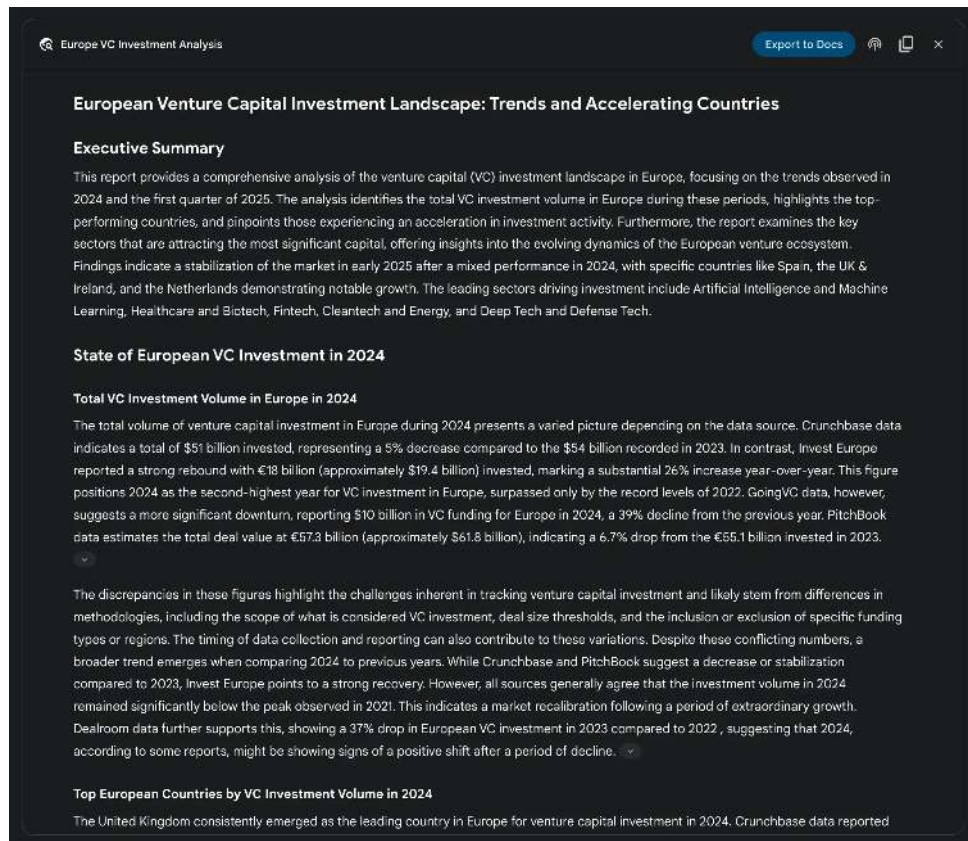 Europe VC Investment Analysis
Export to Docs
European Venture Capital Investment Landscape: Trends and Accelerating Countries
Executive Summary
This report provides a comprehensive analysis of the venture capital (VC) investment landscape in Europe, focusing on the trends observed in
2024 and the first quarter of 2025. The analysis identifies the total VC investment volume in Europe during these periods, highlights the top-
performing countries, and pinpoints those experiencing an acceleration in investment activity. Furthermore, the report examines the key
sectors that are attracting the most significant capital, offering insights into the evolving dynamics of the European venture ecosystem.
Findings indicate a stabilization of the market in early 2025 after a mixed performance in 2024, with specific countries like Spain, the UK &
Ireland, and the Netherlands demonstrating notable growth. The leading sectors driving investment include Artificial Intelligence and Machine
Learning, Healthcare and Biotech, Fintech, Cleantech and Energy, and Deep Tech and Defense Tech.
State of European VC Investment in 2024
Total VC Investment Volume in Europe in 2024
The total volume of venture capital investment in Europe during 2024 presents a varied picture depending on the data source. Crunchbase data
indicates a total of $51 billion invested, representing a 5% decrease compared to the $54 billion recorded in 2023. In contrast, Invest Europe
reported a strong rebound with €18 billion (approximately $19.4 billion) invested, marking a substantial 26% increase year-over-year. This figure
positions 2024 as the second-highest year for VC investment in Europe, surpassed only by the record levels of 2022. GoingVC data, however,
suggests a more significant downturn, reporting $10 billion in VC funding for Europe in 2024, a 39% decline from the previous year. PitchBook
data estimates the total deal value at €57.3 billion (approximately $61.8 billion), indicating a 6.7% drop from the €55.1 billion invested in 2023.
The discrepancies in these figures highlight the challenges inherent in tracking venture capital investment and likely stem from differences in
methodologies, including the scope of what is considered VC investment, deal size thresholds, and the inclusion or exclusion of specific funding
types or regions. The timing of data collection and reporting can also contribute to these variations. Despite these conflicting numbers, a
broader trend emerges when comparing 2024 to previous years. While Crunchbase and PitchBook suggest a decrease or stabilization
compared to 2023, Invest Europe points to a strong recovery. However, all sources generally agree that the investment volume in 2024
remained significantly below the peak observed in 2021. This indicates a market recalibration following a period of extraordinary growth.
Dealroom data further supports this, showing a 37% drop in European VC investment in 2023 compared to 2022 , suggesting that 2024,
according to some reports, might be showing signs of a positive shift after a period of decline.
Top European Countries by VC Investment Volume in 2024
The United Kingdom consistently emerged as the leading country in Europe for venture capital investment in 2024. Crunchbase data reported